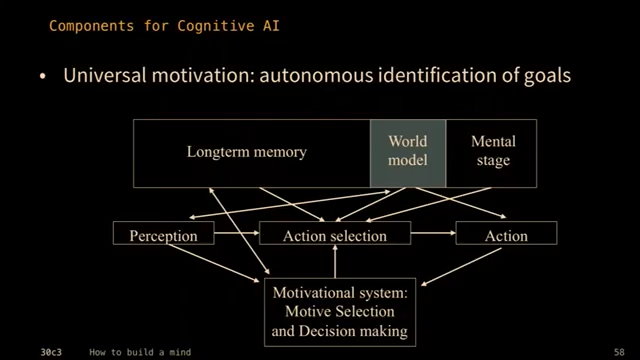 Components for Cognitive AI
• Universal motivation: autonomous identification of goals
Longterm memory
World
model
Mental
stage
Perception
Action selection
Action
Motivational system:
Motive Selection
and Decision making
30c3 How to build a mind 58